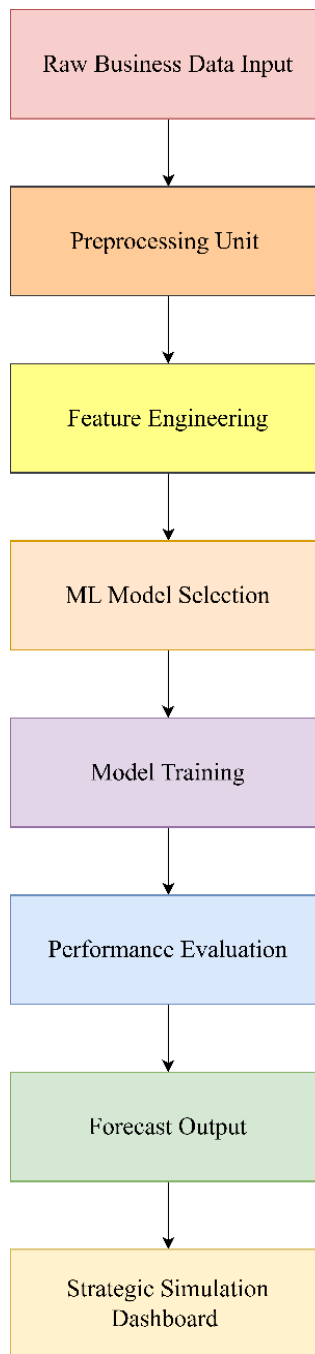 Raw Business Data Input
Preprocessing Unit
Feature Engineering
ML Model Selection
Model Training
Performance Evaluation
Forecast Output
Strategic Simulation
Dashboard